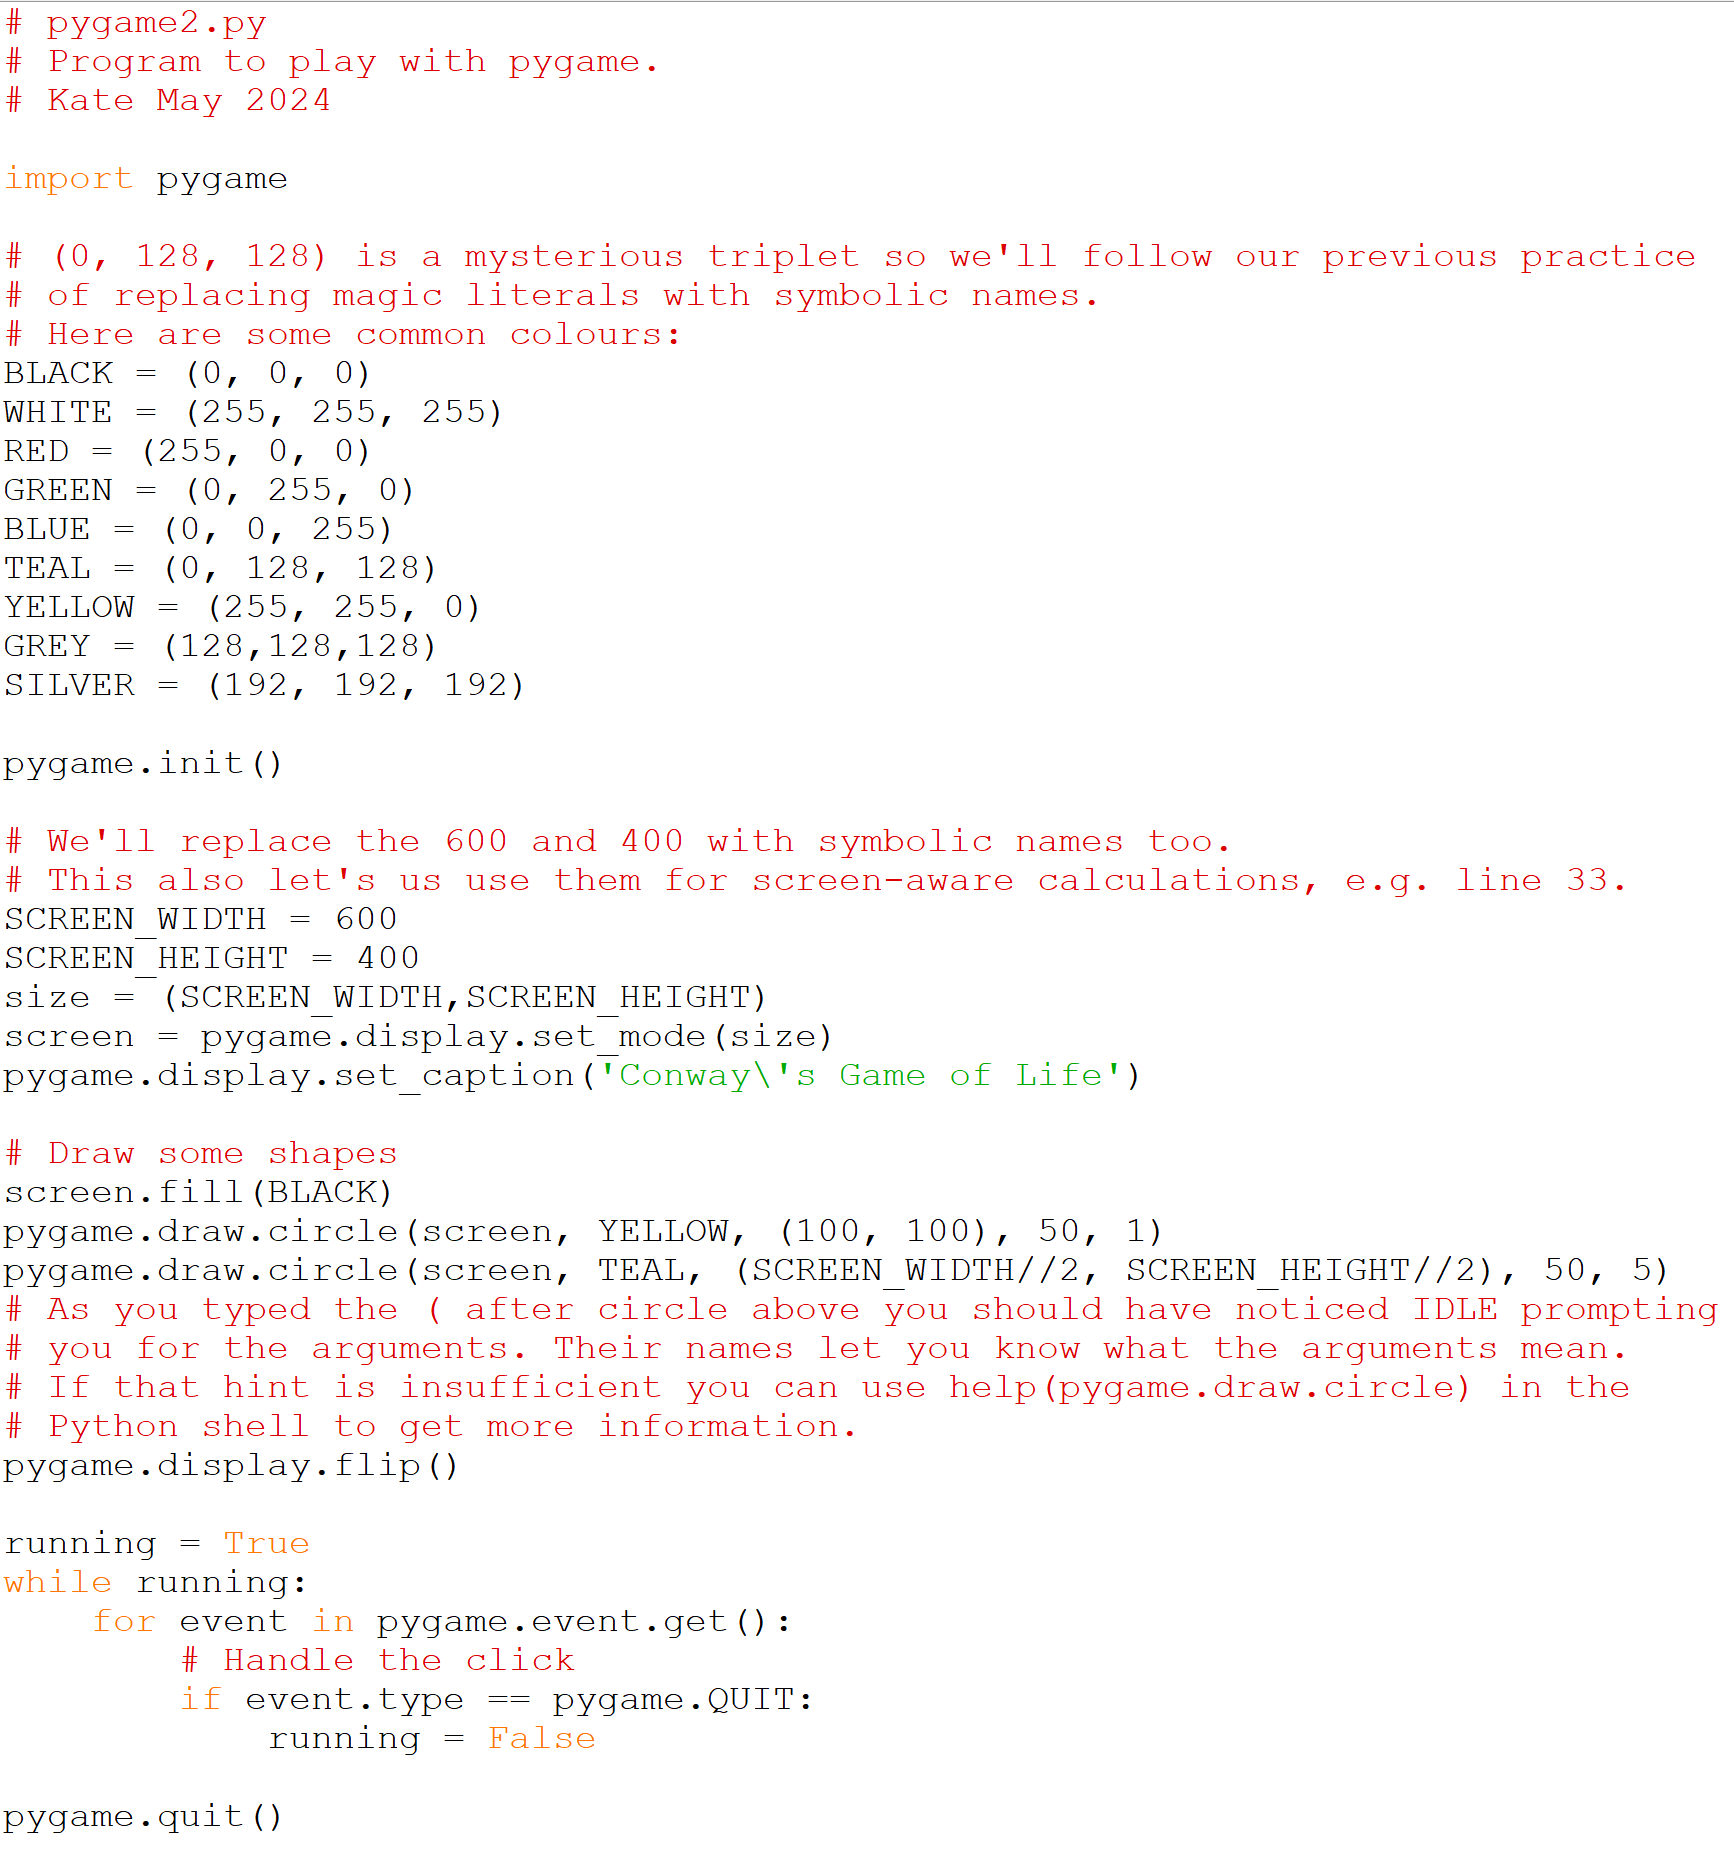 # pygame2.py
# Program to play with pygame.
# Kate May 2024

import pygame

# (0, 128, 128) is a mysterious triplet so we'll follow our previous practice
# of replacing magic literals with symbolic names.
# Here are some common colours:
BLACK = (0, 0, 0)
WHITE = (255, 255, 255)
RED = (255, 0, 0)
GREEN = (0, 255, 0)
BLUE = (0, 0, 255)
TEAL = (0, 128, 128)
YELLOW = (255, 255, 0)
GREY = (128,128,128)
SILVER = (192, 192, 192)

pygame.init()

# We'll replace the 600 and 400 with symbolic names too.
# This also let's us use them for screen-aware calculations, e.g. line 33.
SCREEN_WIDTH = 600
SCREEN_HEIGHT = 400
size = (SCREEN_WIDTH,SCREEN_HEIGHT)
screen = pygame.display.set_mode(size)
pygame.display.set_caption('Conway\'s Game of Life')

# Draw some shapes
screen.fill(BLACK)
pygame.draw.circle(screen, YELLOW, (100, 100), 50, 1)
pygame.draw.circle(screen, TEAL, (SCREEN_WIDTH//2, SCREEN_HEIGHT//2), 50, 5)
# As you typed the ( after circle above you should have noticed IDLE prompting
# you for the arguments. Their names let you know what the arguments mean.
# If that hint is insufficient you can use help(pygame.draw.circle) in the
# Python shell to get more information.
pygame.display.flip()

running = True
while running:
    for event in pygame.event.get():
        # Handle the click
        if event.type == pygame.QUIT:
            running = False

pygame.quit()